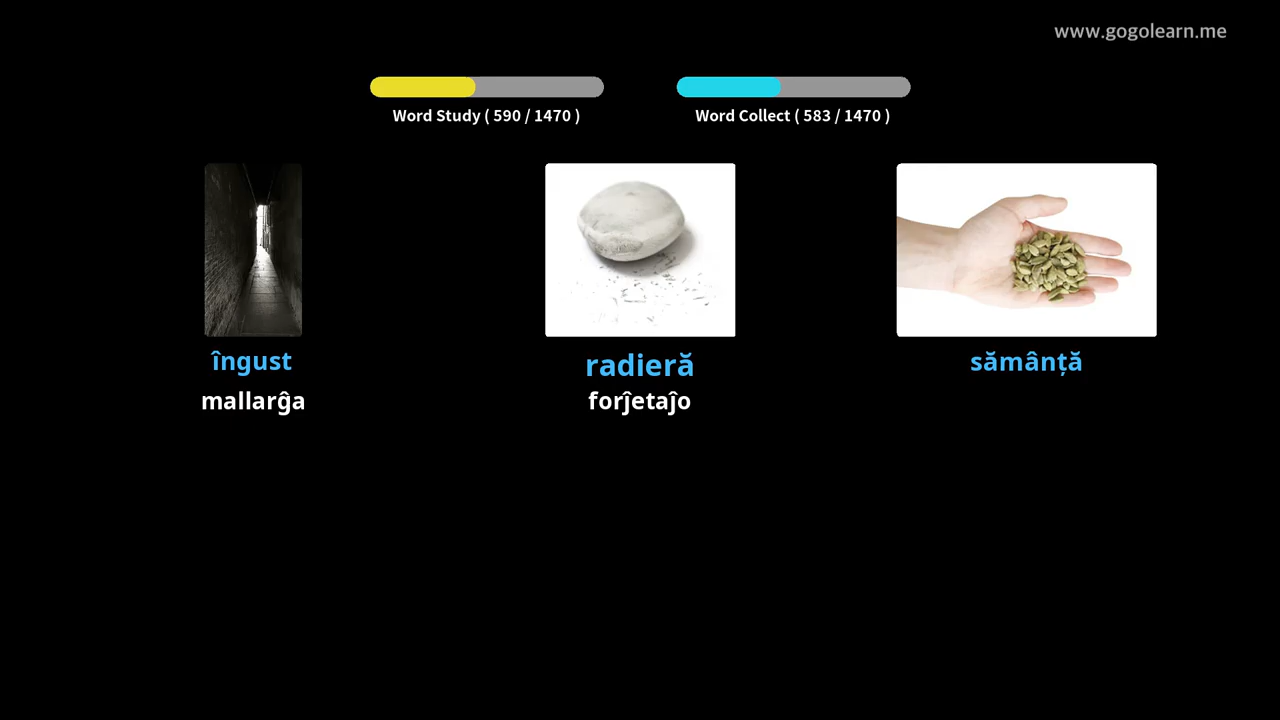 www.gogolearn.me
Word Study ( 590 / 1470 )
Word Collect ( 583 / 1470 )
îngust
radieră
sămânță
mallarĝa
forĵetaĵo